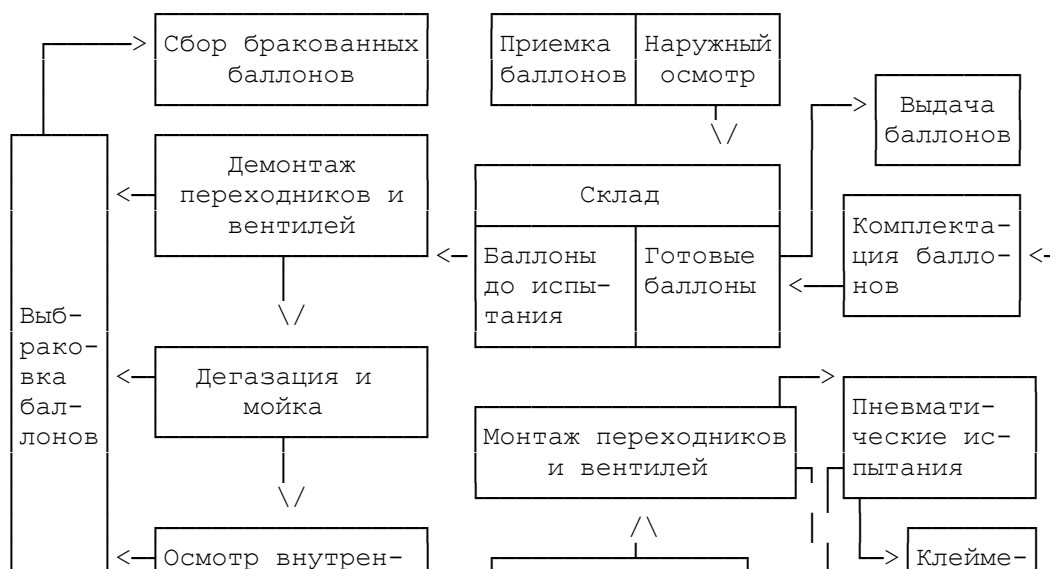 Сбор бракованных
баллонов
Приемка
баллонов
Наружный
осмотр
Выдача
баллонов
Демонтаж
переходников и
вентилей
Склад
Баллоны
до испы-
тания
Готовые
баллоны
Комплекта-
ция балло-
нов
Выб-
рако-
вка
бал-
лонов
Дегазация и
мойка
Монтаж переходников
и вентилей
Пневмати-
ческие ис-
пытания
Осмотр внутрен-
Клейме-